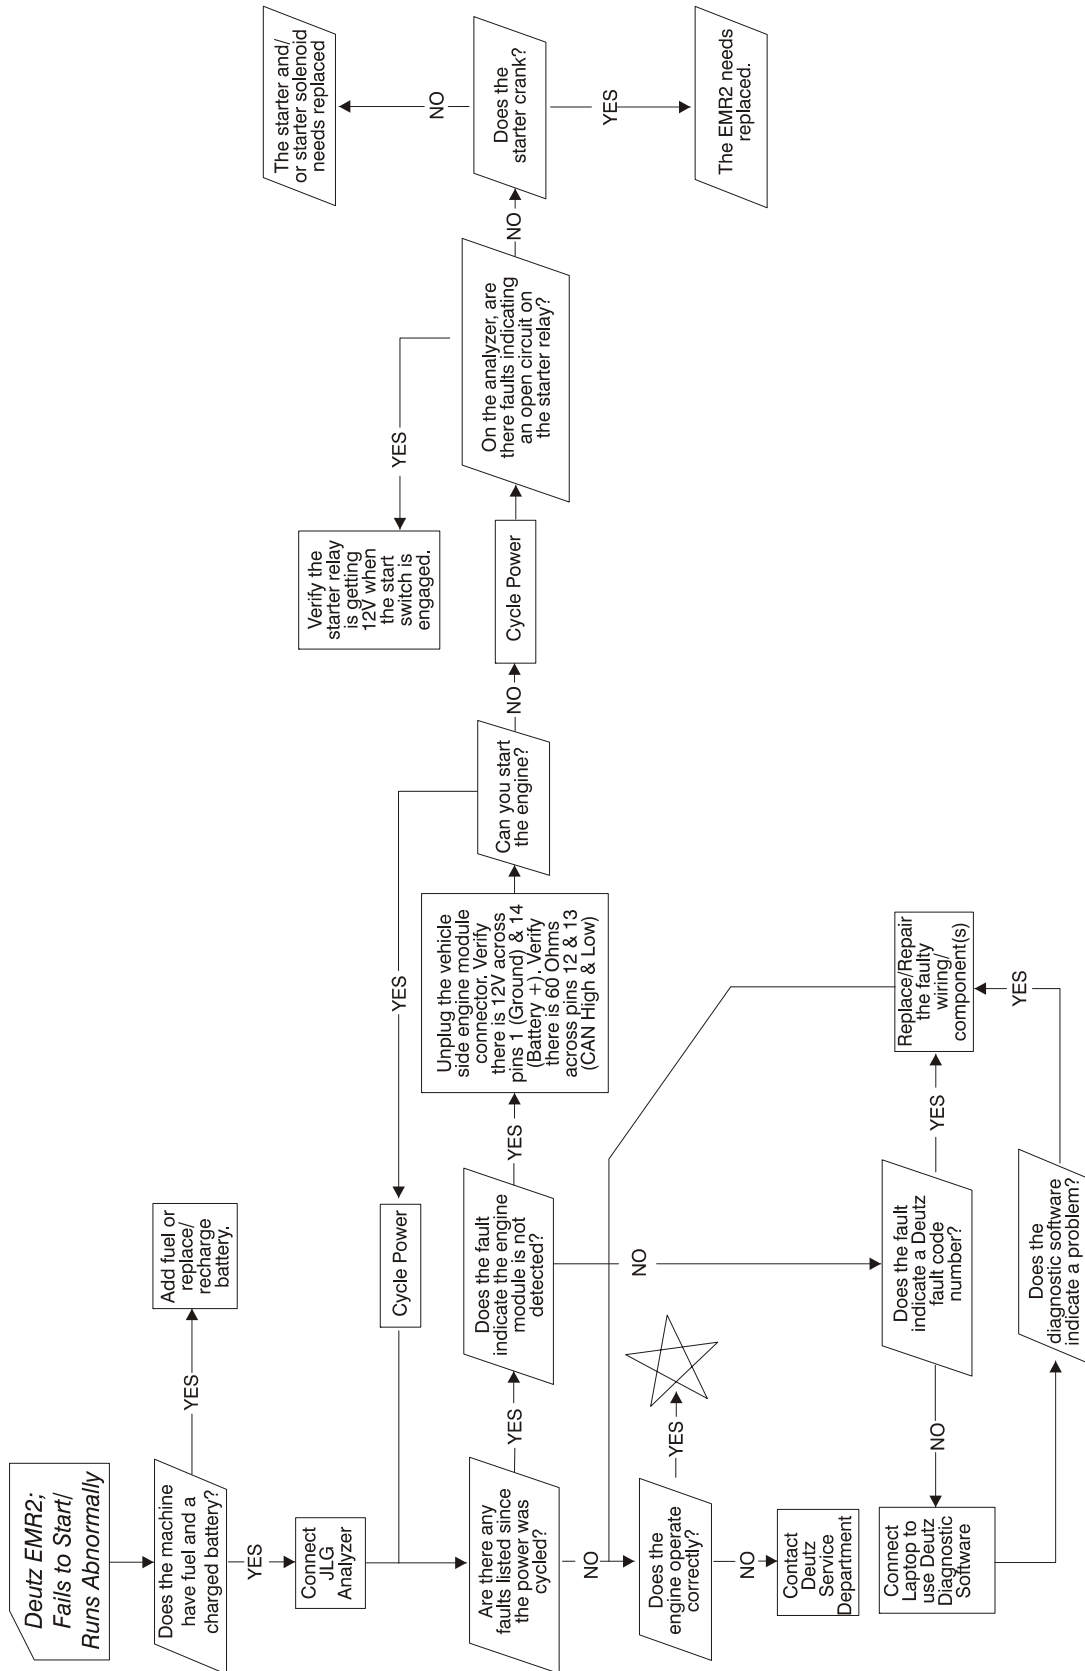 Deutz EMR2;
Fails to Start/
Runs Abnormally
Does the machine
have fuel and a
charged battery?
YES
Add fuel or
replace/
recharge
battery.
YES
Connect
JLG
Analyzer
Cycle Power
YES
Are there any
faults listed since
the power was
cycled?
YES
Does the fault
indicate the engine
module is not
detected?
YES
Unplug the vehicle
side engine module
connector. Verify
there is 12V across
pins 1 (Ground) & 14
(Battery +). Verify
there is 60 Ohms
across pins 12 & 13
(CAN High & Low)
Can you start
the engine?
NO
Cycle Power
On the analyzer, are
there faults indicating
an open circuit on
the starter relay?
YES
Verify the
starter relay
is getting
12V when
the start
switch is
engaged.
NO
Does the
starter crank?
NO
The starter and/
or starter solenoid
needs replaced
YES
The EMR2 needs
replaced.
NO
Does the
engine operate
correctly?
YES
NO
Contact
Deutz
Service
Department
NO
Does the fault
indicate a Deutz
fault code
number?
YES
Replace/Repair
the faulty
wiring/
component(s)
NO
Connect
Laptop to
use Deutz
Diagnostic
Software
Does the
diagnostic software
indicate a problem?
YES